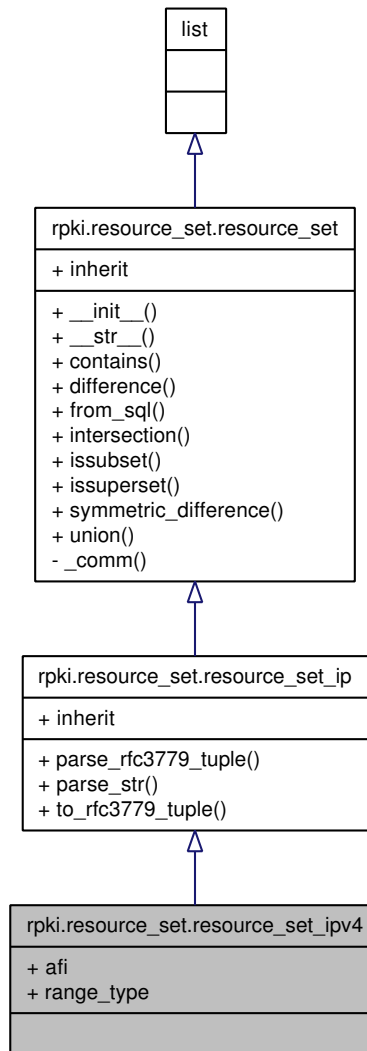 list
rpki.resource_set.resource_set
+ inherit
+ __init__()
+ __str__()
+ contains()
+ difference()
+ from_sql()
+ intersection()
+ issubset()
+ issuperset()
+ symmetric_difference()
+ union()
- _comm()
rpki.resource_set.resource_set_ip
+ inherit
+ parse_rfc3779_tuple()
+ parse_str()
+ to_rfc3779_tuple()
rpki.resource_set.resource_set_ipv4
+ afi
+ range_type